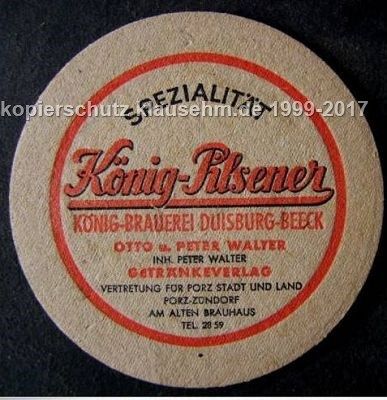 SPEZIALITÄT
kopierschutz klausehm.de 1999-2017
König-Pilsener
KÖNIG-BRAUEREI DUISBURG-BEECK
OTTO u. PETER WALTER
INH. PETER WALTER
GETRÄNKEVERLAG
VERTRETUNG FÜR PORZ STADT UND LAND
PORZ-ZÜNDORF
AM ALTEN BRAUHAUS
TEL. 28 59